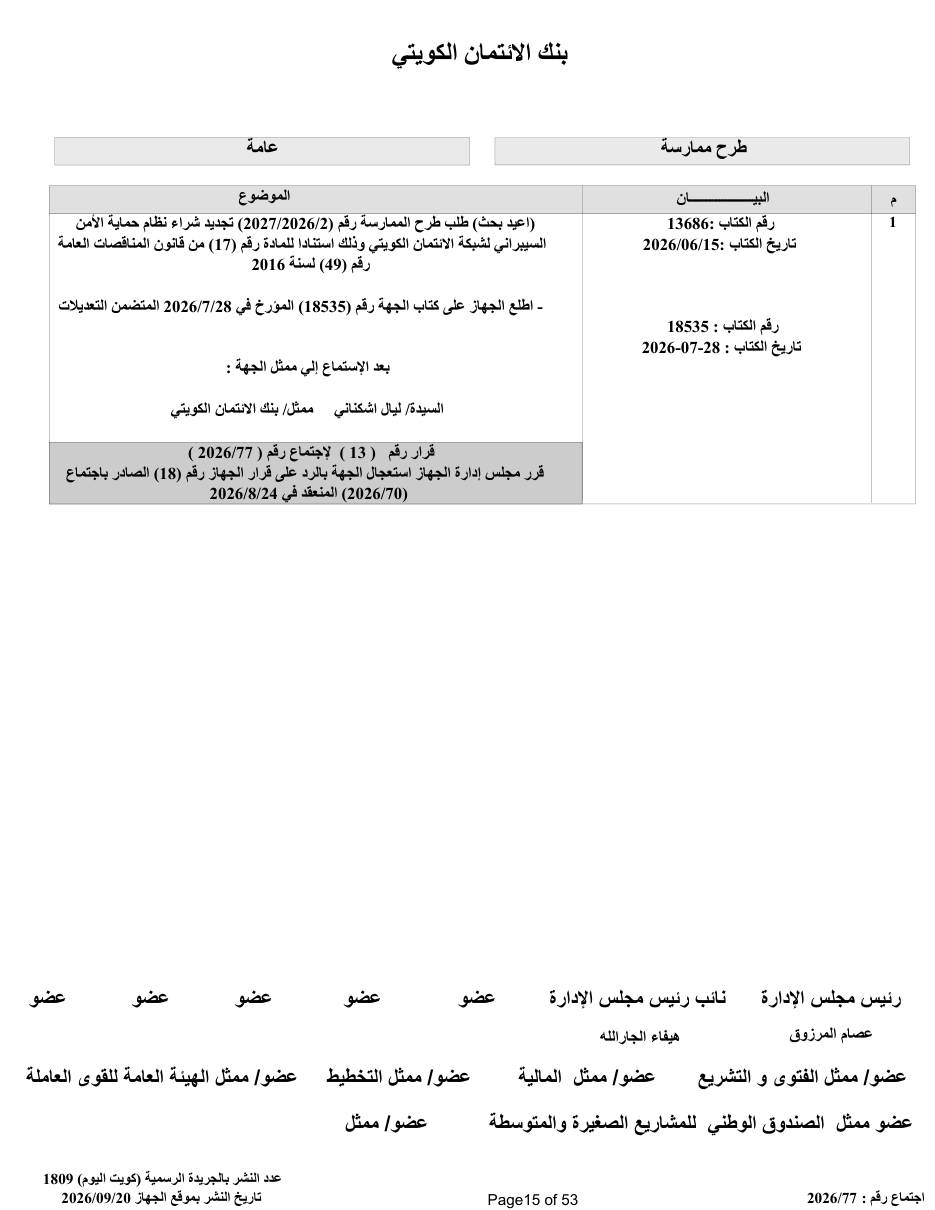 بنك الائتمان الكويتي
طرح ممارسة
عامة
م
البيــــــــــــــان
الموضوع
1
رقم الكتاب :13686
تاريخ الكتاب :2026/06/15
رقم الكتاب : 18535
تاريخ الكتاب : 28-07-2026
(اعيد بحث) طلب طرح الممارسة رقم (2027/2026/2) تجديد شراء نظام حماية الأمن
السيبراني لشبكة الائتمان الكويتي وذلك استنادا للمادة رقم (17) من قانون المناقصات العامة
رقم (49) لسنة 2016
- اطلع الجهاز على كتاب الجهة رقم (18535) المؤرخ في 2026/7/28 المتضمن التعديلات
بعد الإستماع إلي ممثل الجهة :
السيدة/ ليال اشكناني ممثل/ بنك الائتمان الكويتي
قرار رقم ( 13 ) لإجتماع رقم ( 2026/77 )
قرر مجلس إدارة الجهاز استعجال الجهة بالرد على قرار الجهاز رقم (18) الصادر باجتماع
(2026/70) المنعقد في 2026/8/24
رئيس مجلس الإدارة نائب رئيس مجلس الإدارة عضو عضو عضو عضو عضو
عصام المرزوق هيفاء الجارالله
عضو/ ممثل الفتوى و التشريع عضو/ ممثل المالية عضو/ ممثل التخطيط عضو/ ممثل الهيئة العامة للقوى العاملة
عضو ممثل الصندوق الوطني للمشاريع الصغيرة والمتوسطة عضو/ ممثل
عدد النشر بالجريدة الرسمية (كويت اليوم) 1809
اجتماع رقم : 2026/77 Page15 of 53 تاريخ النشر بموقع الجهاز 2026/09/20